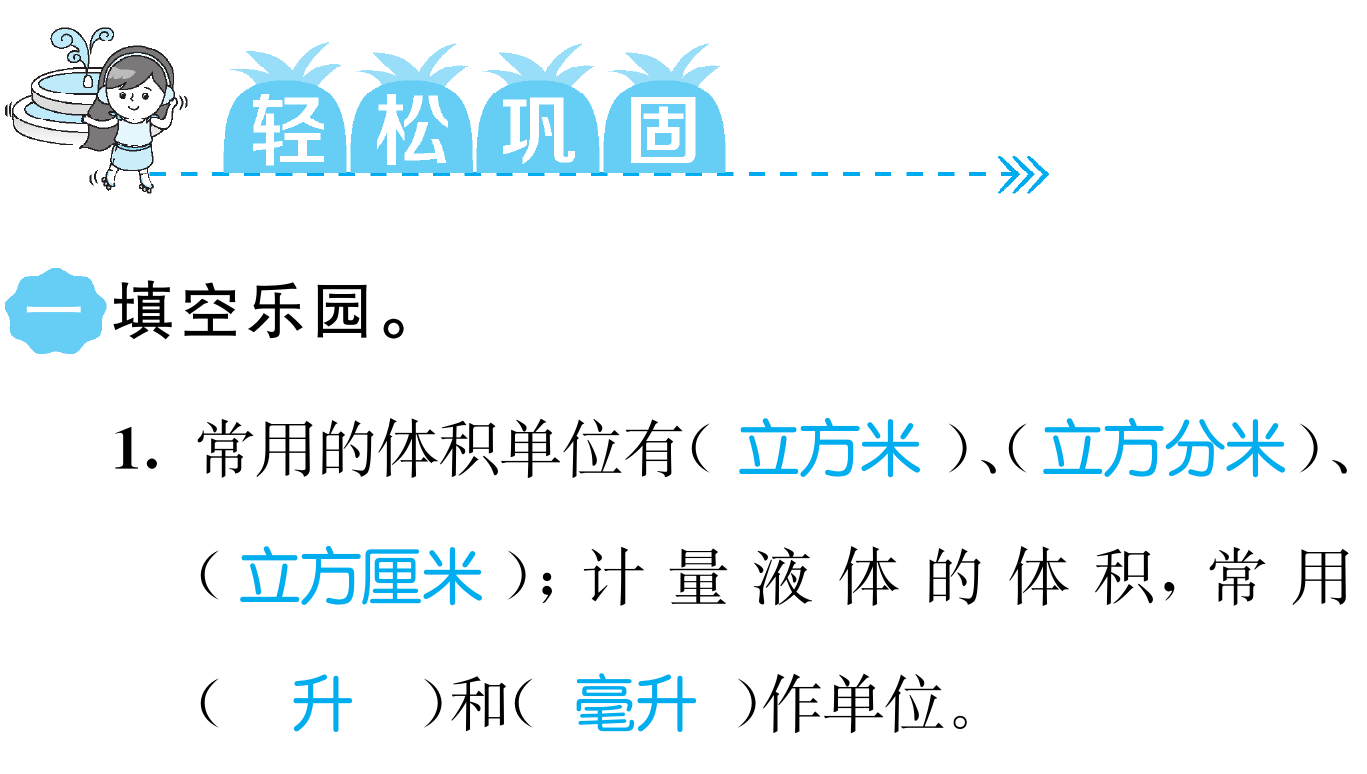 轻松巩固
一 填空乐园。
1. 常用的体积单位有( 立方米 )、( 立方分米 )、
( 立方厘米 );计量液体的体积,常用
( 升 )和( 毫升 )作单位。